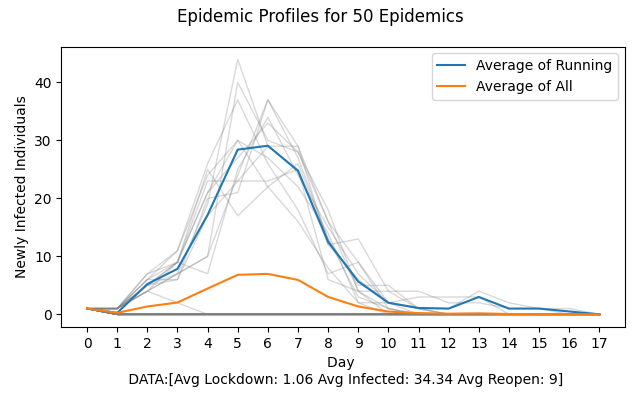 Epidemic Profiles for 50 Epidemics
Newly Infected Individuals
40
30
20
10
0
Average of Running
Average of All
0 1 2 3 4 5 6 7 8 9 10 11 12 13 14 15 16 17
Day
DATA:[Avg Lockdown: 1.06 Avg Infected: 34.34 Avg Reopen: 9]